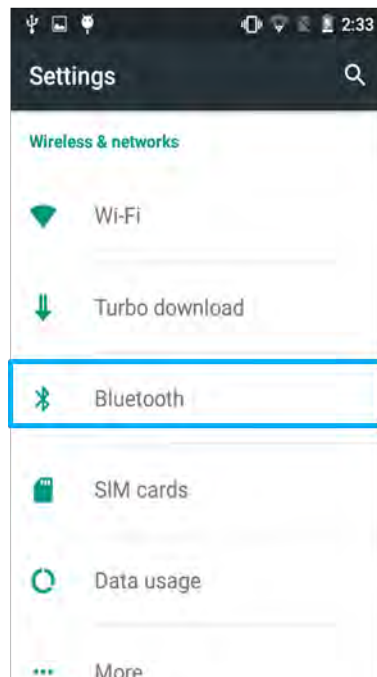 2:33
Settings
Wireless & networks
Wi-Fi
Turbo download
Bluetooth
SIM cards
Data usage
More